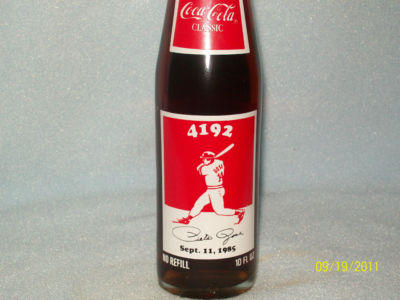 Coca-Cola
CLASSIC
4192
Pete Rose
Sept. 11, 1985
NO REFILL
10 FL OZ
09/19/2011